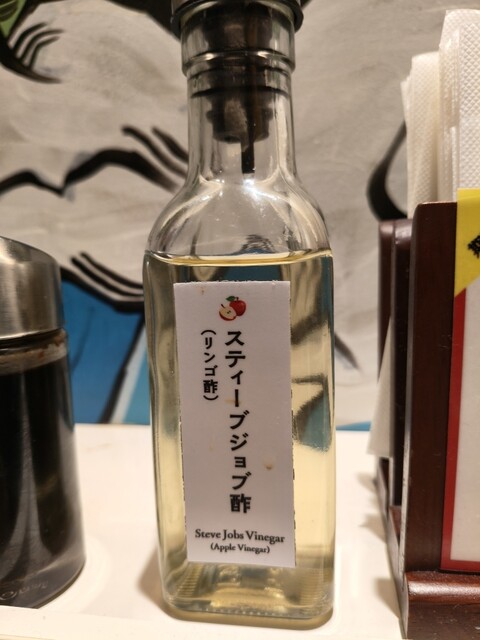 スティーブジョブ酢
(リンゴ酢)
Steve Jobs Vinegar
(Apple Vinegar)